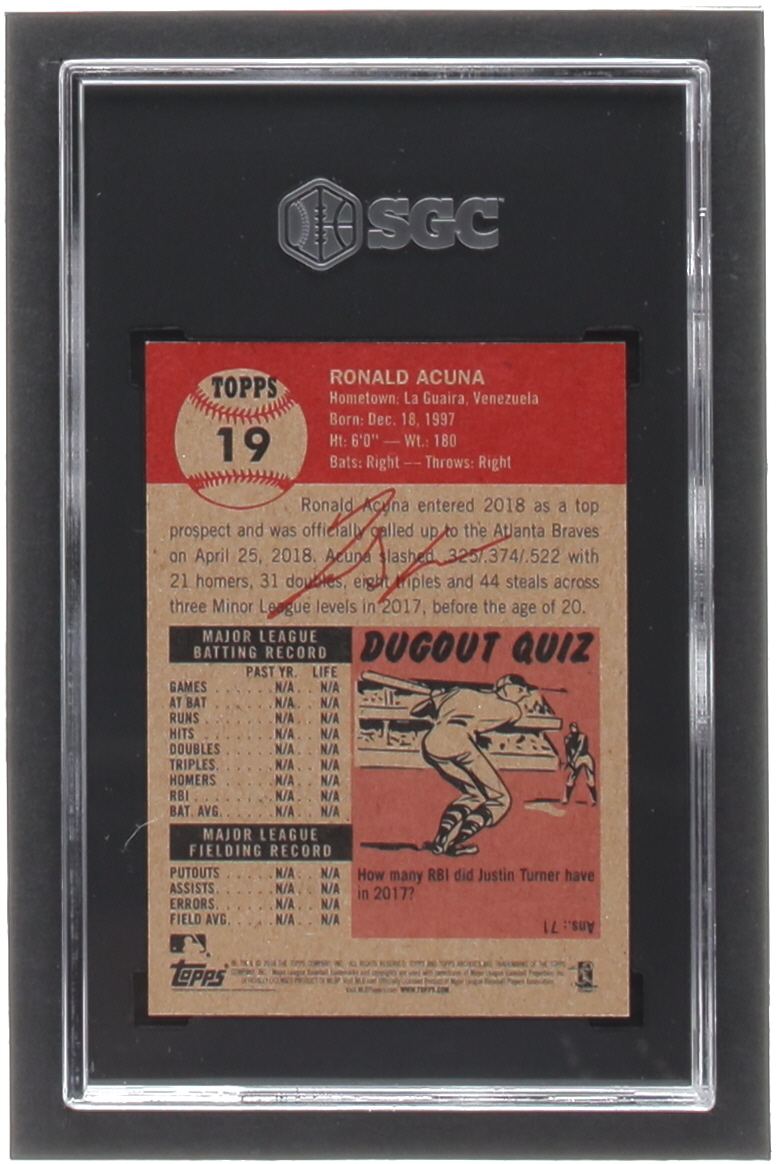 SGC
TOPPS
19
RONALD ACUNA
Hometown: La Guaira, Venezuela
Born: Dec. 18, 1997
Ht: 6'0" — Wt.: 180
Bats: Right -– Throws: Right
Ronald Acuna entered 2018 as a top
prospect and was officially called up to the Atlanta Braves
on April 25, 2018. Acuna slashed .325/.374/.522 with
21 homers, 31 doubles, eight triples and 44 steals across
three Minor League levels in 2017, before the age of 20.
MAJOR LEAGUE
BATTING RECORD
PAST YR. LIFE
GAMES . . . . . . . N/A . . N/A
AT BAT . . . . . . . N/A . . N/A
RUNS . . . . . . . . N/A . . N/A
HITS . . . . . . . . N/A . . N/A
DOUBLES . . . . . . N/A . . N/A
TRIPLES. . . . . . . N/A . . N/A
HOMERS . . . . . . N/A . . N/A
RBI . . . . . . . . . N/A . . N/A
BAT. AVG. . . . . . N/A . . N/A
MAJOR LEAGUE
FIELDING RECORD
PUTOUTS . . . . . . N/A . . N/A
ASSISTS. . . . . . . N/A . . N/A
ERRORS. . . . . . . N/A . . N/A
FIELD AVG. . . . . . N/A . . N/A
DUGOUT QUIZ
How many RBI did Justin Turner have
in 2017?
Ans.: 71
Topps
WWW.TOPPS.COM